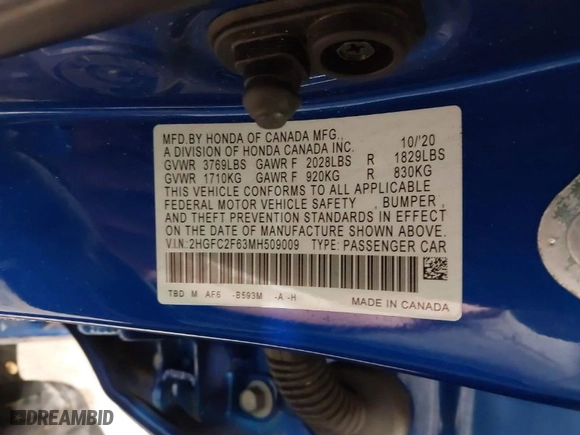 MFD.BY HONDA OF CANADA MFG.,
A DIVISION OF HONDA CANADA INC. 10/'20
GVWR 3769LBS GAWR F 2028LBS R 1829LBS
GVWR 1710KG GAWR F 920KG R 830KG
THIS VEHICLE CONFORMS TO ALL APPLICABLE
FEDERAL MOTOR VEHICLE SAFETY , BUMPER ,
AND THEFT PREVENTION STANDARDS IN EFFECT
ON THE DATE OF MANUFACTURE SHOWN ABOVE.
V.I.N.:2HGFC2F63MH509009 TYPE: PASSENGER CAR
TBD M AF6 -B593M -A -H
MADE IN CANADA
DREAMBID